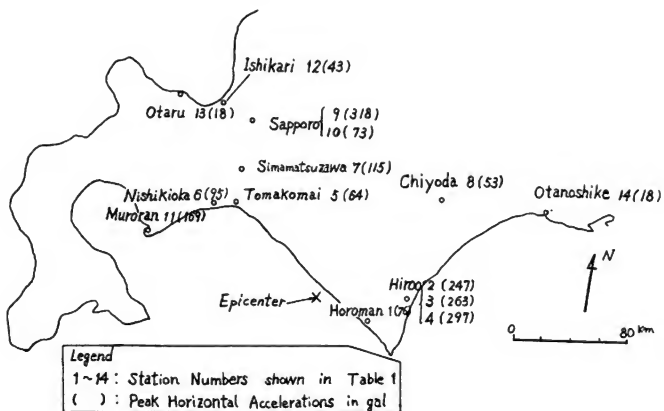 Ishikari 12(43)
Otaru 13(18)
Sapporo 9(318)
10(73)
Simamatsuzawa 7(115)
Nishikioka 6(95) Tomakomai 5(64)
Muroran 11(169)
Chiyoda 8(53)
Otanoshike 14(18)
N
Hiroo 2(247)
3(263)
4(297)
Epicenter
Horoman 1
0 80 km
Legend
1~14: Station Numbers shown in Table 1
( ): Peak Horizontal Accelerations in gal